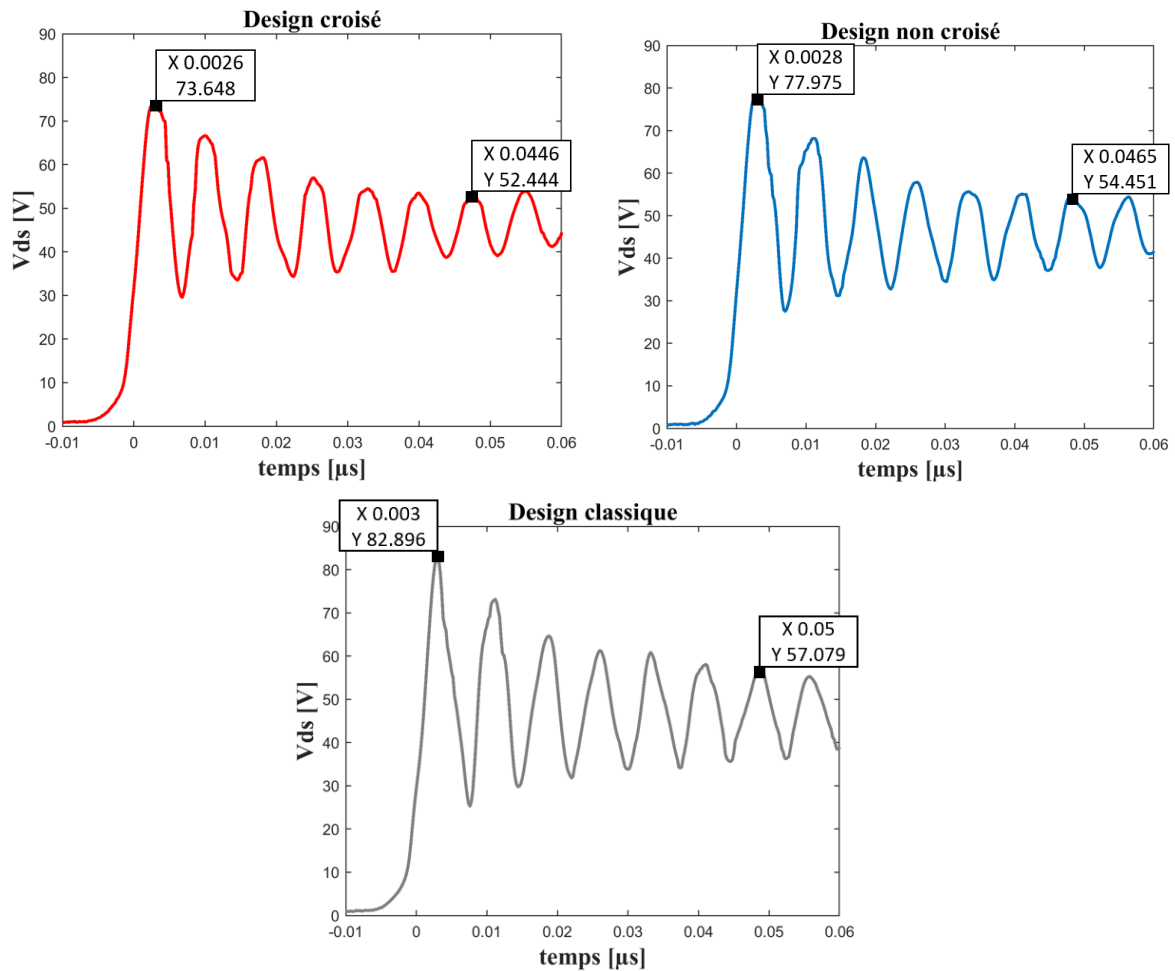 Design croisé
X 0.0026
73.648
X 0.0446
Y 52.444
90
80
70
60
50
40
30
20
10
0
Vds [V]
-0.01 0 0.01 0.02 0.03 0.04 0.05 0.06
temps [µs]
Design non croisé
X 0.0028
Y 77.975
X 0.0465
Y 54.451
90
80
70
60
50
40
30
20
10
0
Vds [V]
-0.01 0 0.01 0.02 0.03 0.04 0.05 0.06
temps [µs]
Design classique
X 0.003
Y 82.896
X 0.05
Y 57.079
90
80
70
60
50
40
30
20
10
0
Vds [V]
-0.01 0 0.01 0.02 0.03 0.04 0.05 0.06
temps [µs]